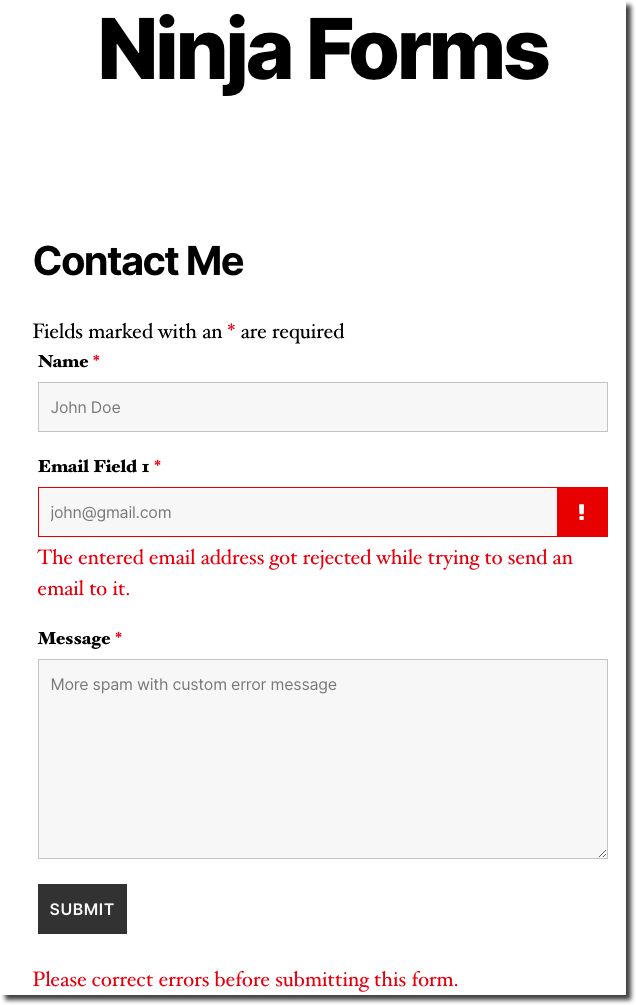 Ninja Forms
Contact Me
Fields marked with an * are required
Name *
John Doe
Email Field 1 *
john@gmail.com
!
The entered email address got rejected while trying to send an
email to it.
Message *
More spam with custom error message
SUBMIT
Please correct errors before submitting this form.